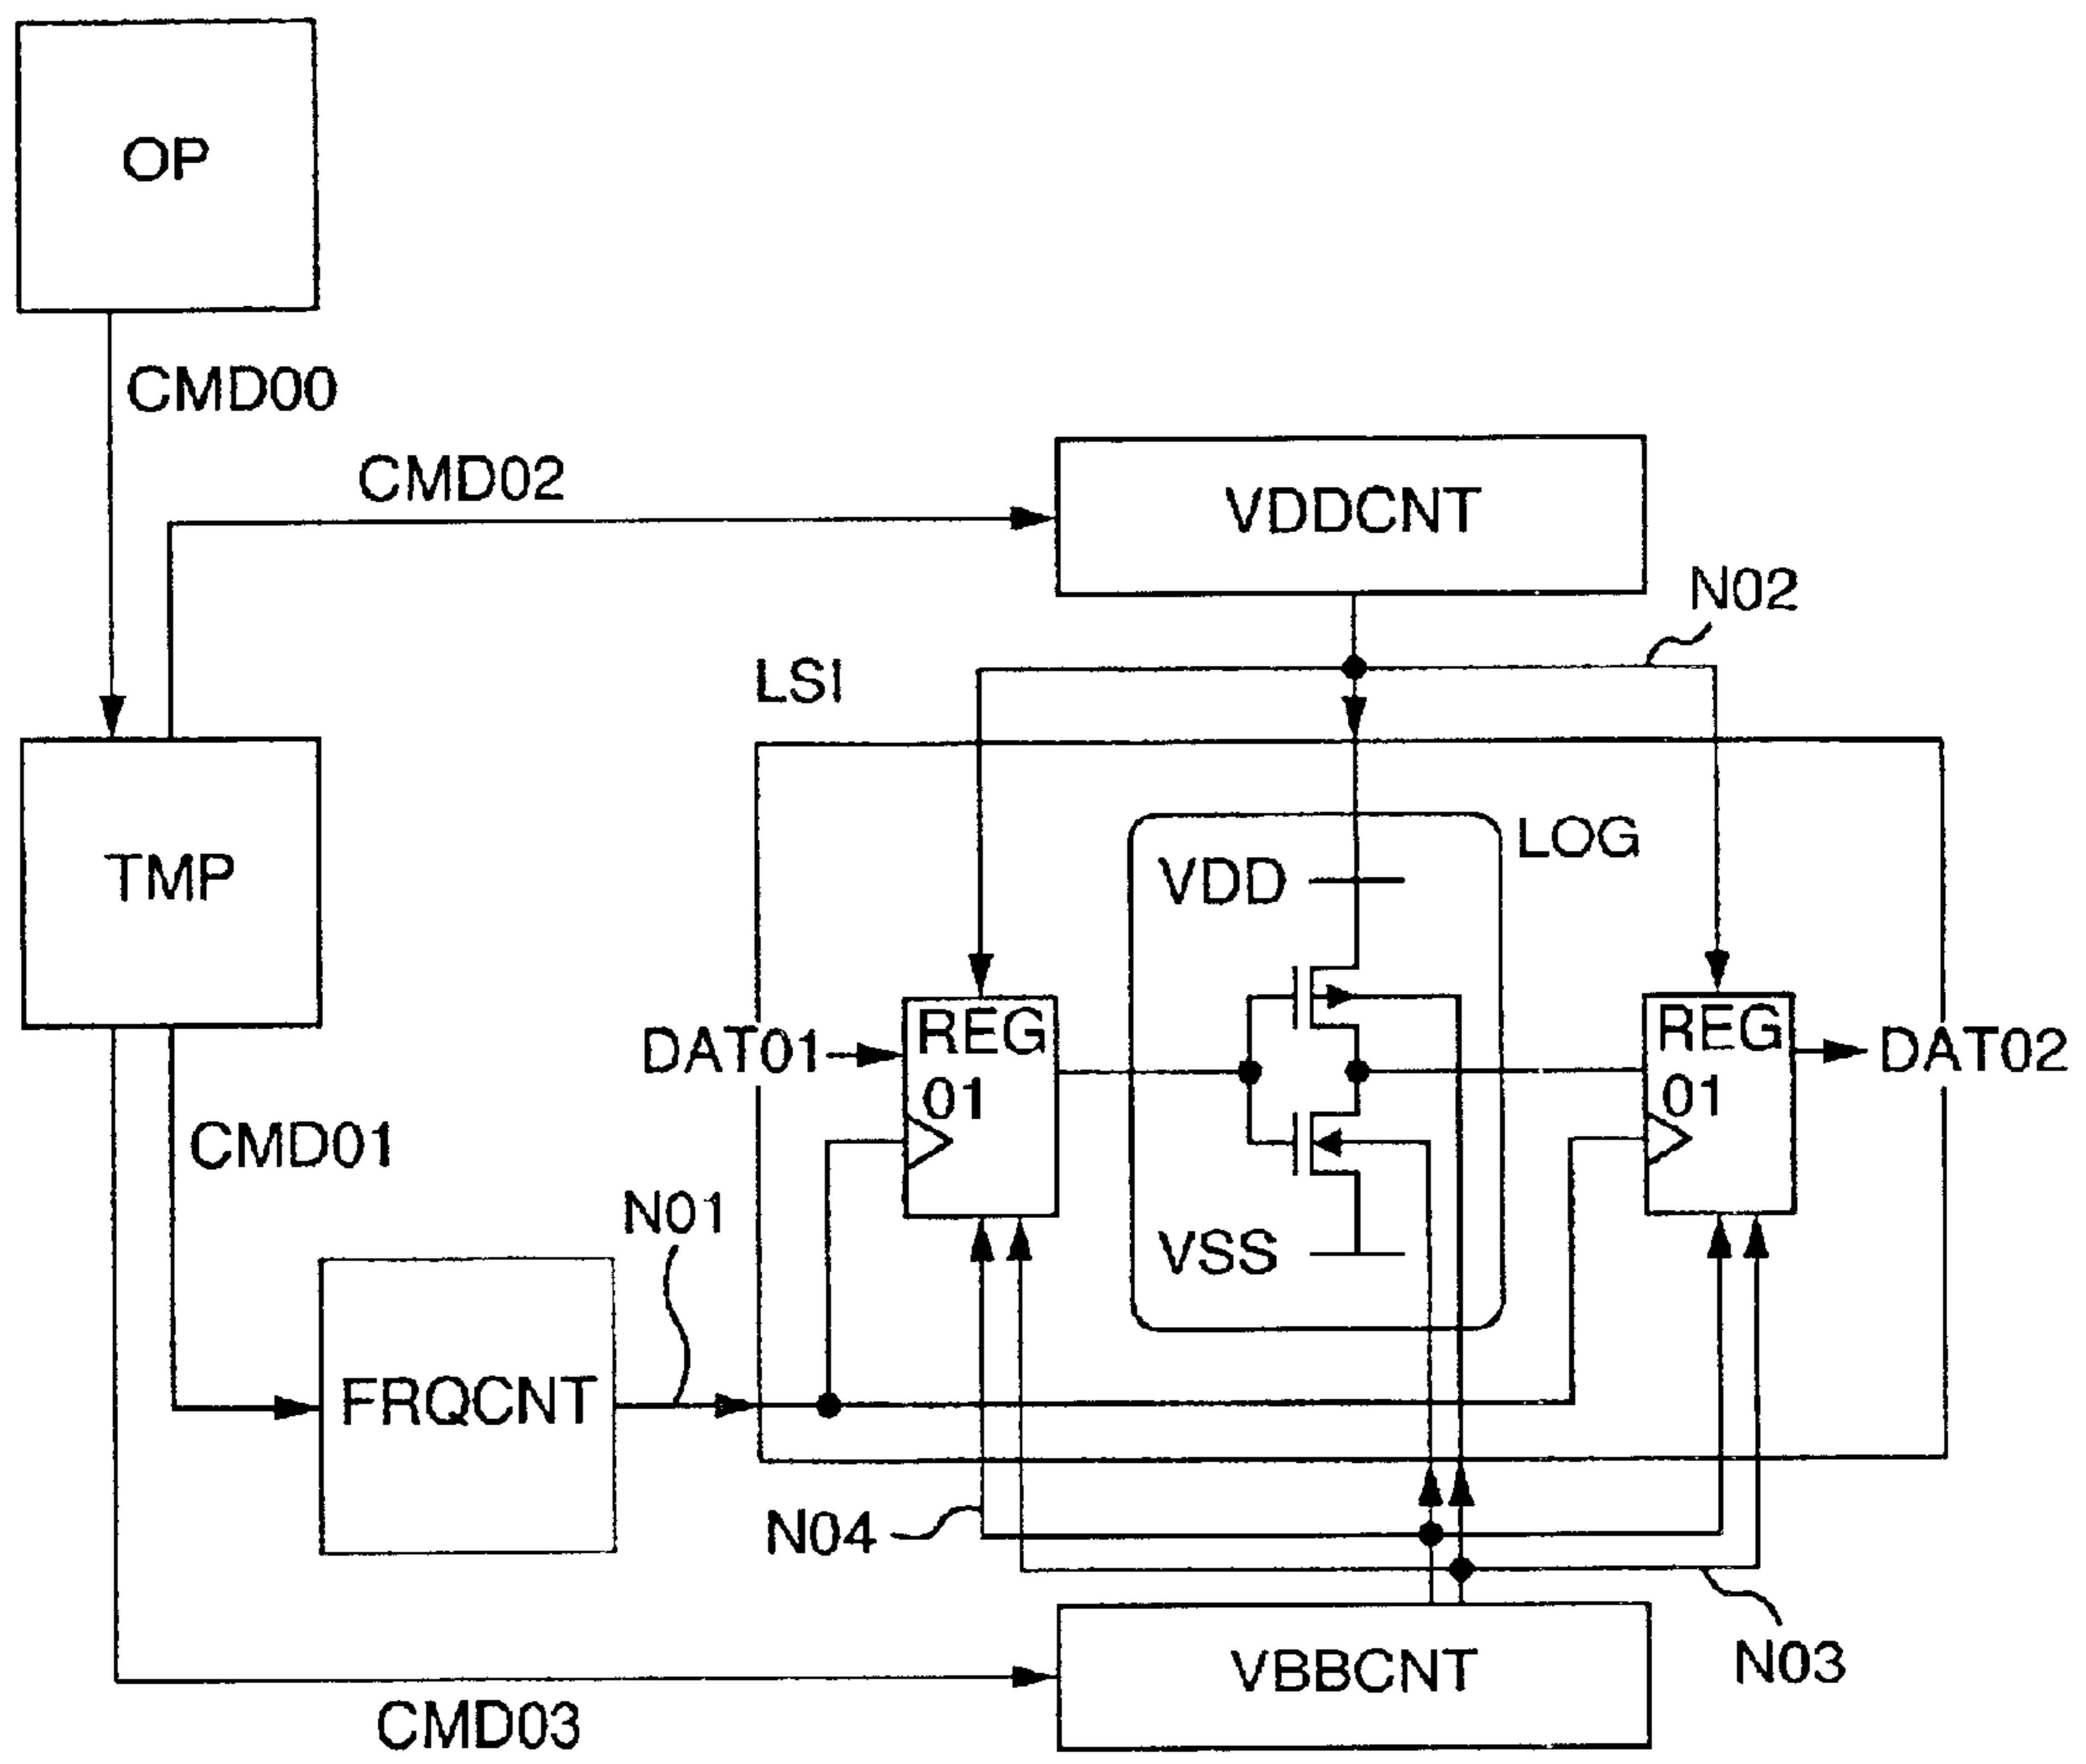 OP
CMD00
CMD02
VDDCNT
N02
LSI
LOG
VDD
TMP
REG
01
DAT01
REG
01
DAT02
CMD01
N01
VSS
FRQCNT
N04
N03
VBBCNT
CMD03